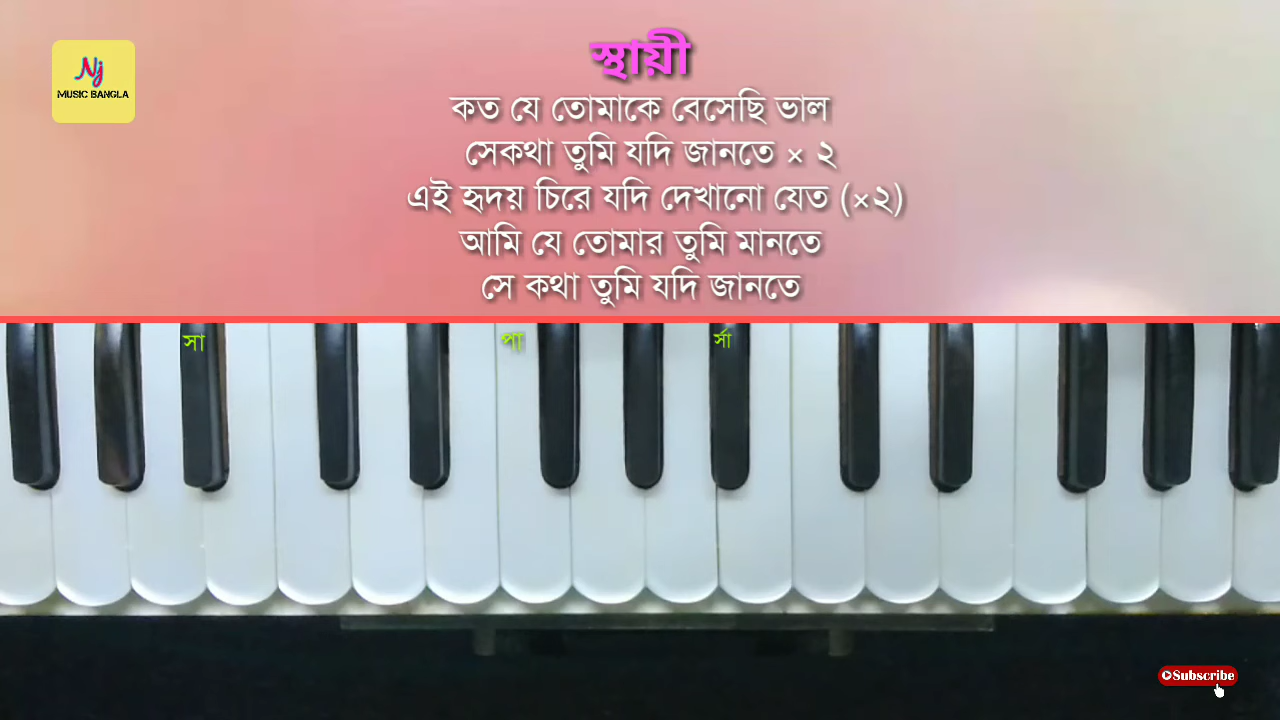 Nj
MUSIC BANGLA
স্থায়ী
কত যে তোমাকে বেসেছি ভাল
সেকথা তুমি যদি জানতে × ২
এই হৃদয় চিরে যদি দেখানো যেত (×২)
আমি যে তোমার তুমি মানতে
সে কথা তুমি যদি জানতে
সা পা র্সা
Subscribe